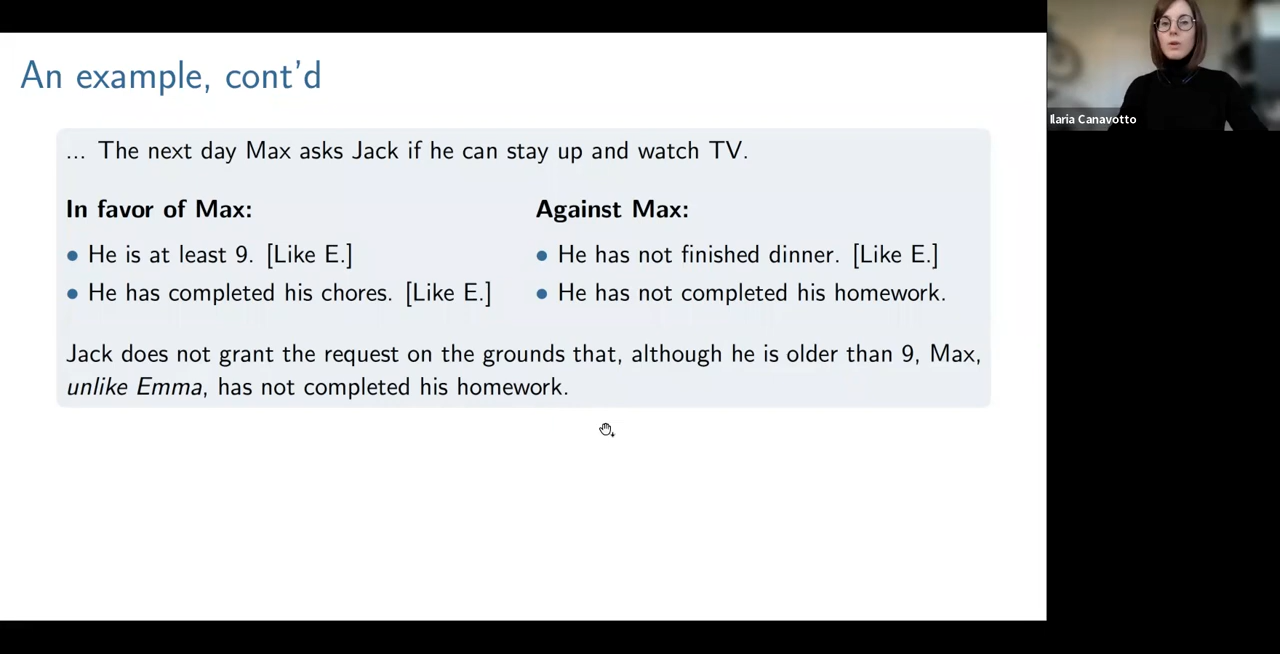 An example, cont'd
... The next day Max asks Jack if he can stay up and watch TV.
In favor of Max:
• He is at least 9. [Like E.]
• He has completed his chores. [Like E.]
Against Max:
• He has not finished dinner. [Like E.]
• He has not completed his homework.
Jack does not grant the request on the grounds that, although he is older than 9, Max,
unlike Emma, has not completed his homework.
Ilaria Canavotto